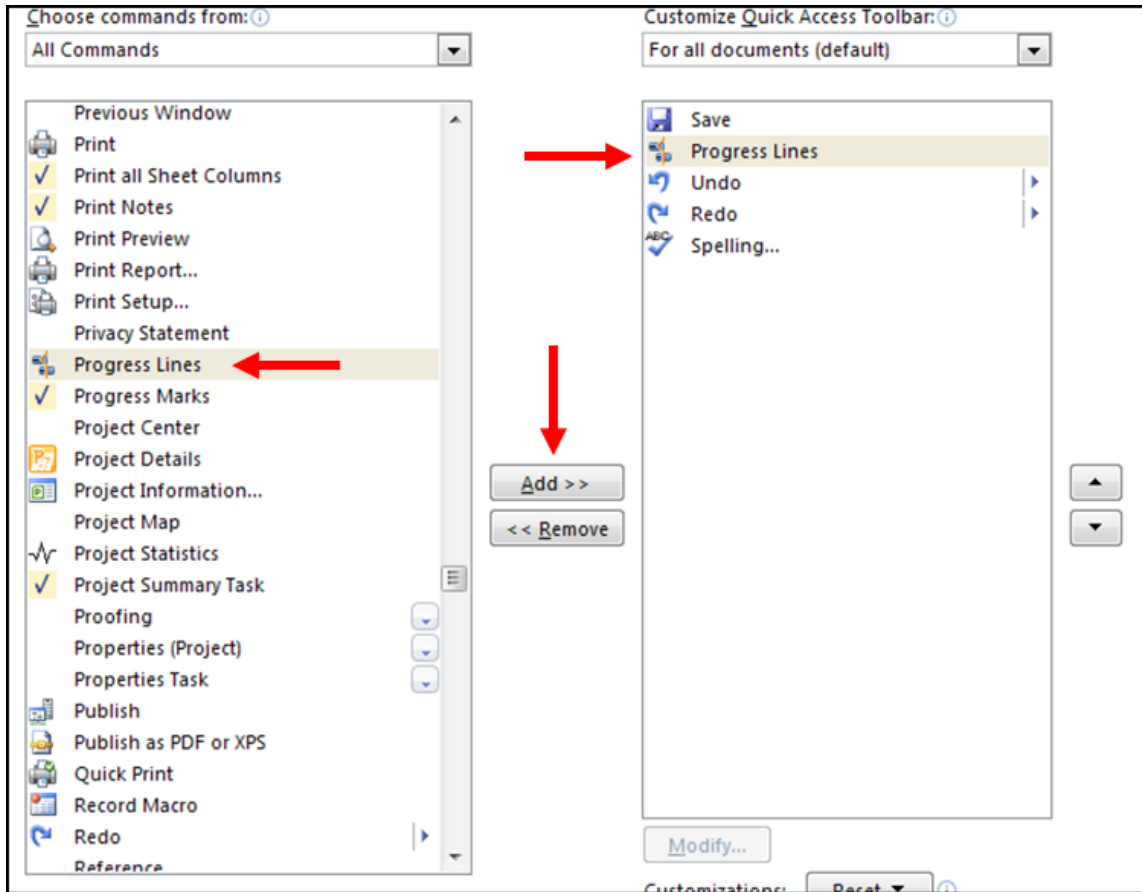 Choose commands from:
All Commands
Previous Window
Print
Print all Sheet Columns
Print Notes
Print Preview
Print Report...
Print Setup...
Privacy Statement
Progress Lines
Progress Marks
Project Center
Project Details
Project Information...
Project Map
Project Statistics
Project Summary Task
Proofing
Properties (Project)
Properties Task
Publish
Publish as PDF or XPS
Quick Print
Record Macro
Redo
Reference
Add >>
<< Remove
Customize Quick Access Toolbar:
For all documents (default)
Save
Progress Lines
Undo
Redo
ABC
Spelling...
Modify...
Customizations: Reset